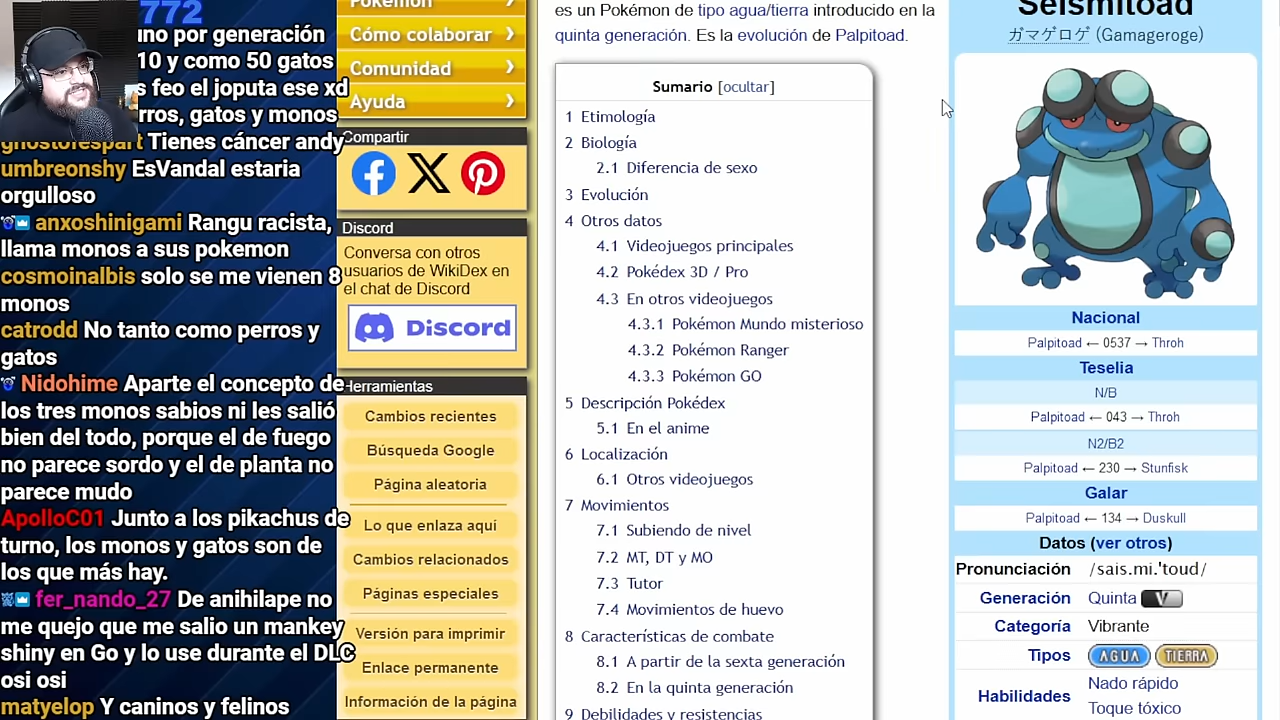 772
uno por generación
10 y como 50 gatos
s feo el joputa ese xd
rros, gatos y monos
ghostofespart Tienes cáncer andy
umbreonshy EsVandal estaria
orgulloso
anxoshinigami Rangu racista,
llama monos a sus pokemon
cosmoinalbis solo se me vienen 8
monos
catrodd No tanto como perros y
gatos
Nidohime Aparte el concepto de
los tres monos sabios ni les salió
bien del todo, porque el de fuego
no parece sordo y el de planta no
parece mudo
ApolloC01 Junto a los pikachus de
turno, los monos y gatos son de
los que más hay.
fer_nando_27 De anihilape no
me quejo que me salio un mankey
shiny en Go y lo use durante el DLC
osi osi
matyelop Y caninos y felinos
Pokémon
Cómo colaborar
Comunidad
Ayuda
Compartir
Discord
Conversa con otros
usuarios de WikiDex en
el chat de Discord
Discord
Herramientas
Cambios recientes
Búsqueda Google
Página aleatoria
Lo que enlaza aquí
Cambios relacionados
Páginas especiales
Versión para imprimir
Enlace permanente
Información de la página
es un Pokémon de tipo agua/tierra introducido en la
quinta generación. Es la evolución de Palpitoad.
Sumario [ocultar]
1 Etimología
2 Biología
2.1 Diferencia de sexo
3 Evolución
4 Otros datos
4.1 Videojuegos principales
4.2 Pokédex 3D / Pro
4.3 En otros videojuegos
4.3.1 Pokémon Mundo misterioso
4.3.2 Pokémon Ranger
4.3.3 Pokémon GO
5 Descripción Pokédex
5.1 En el anime
6 Localización
6.1 Otros videojuegos
7 Movimientos
7.1 Subiendo de nivel
7.2 MT, DT y MO
7.3 Tutor
7.4 Movimientos de huevo
8 Características de combate
8.1 A partir de la sexta generación
8.2 En la quinta generación
9 Debilidades y resistencias
Seismitoad
ガマゲロゲ (Gamageroge)
Nacional
Palpitoad ← 0537 → Throh
Teselia
N/B
Palpitoad ← 043 → Throh
N2/B2
Palpitoad ← 230 → Stunfisk
Galar
Palpitoad ← 134 → Duskull
Datos (ver otros)
Pronunciación /sais.mi.'toud/
Generación Quinta V
Categoría Vibrante
Tipos AGUA TIERRA
Habilidades Nado rápido
Toque tóxico